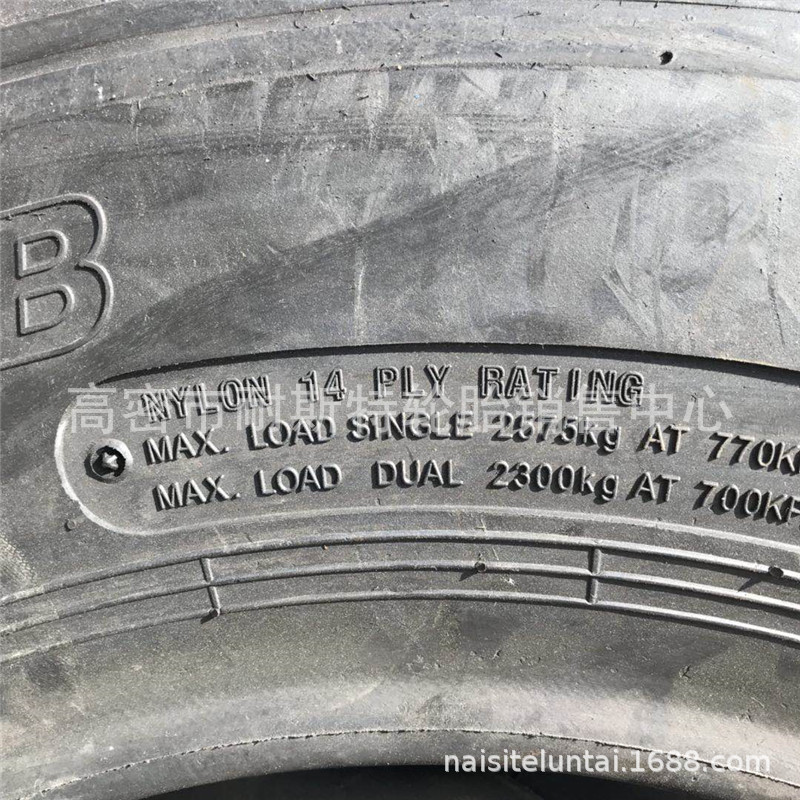 B
NYLON 14 PLY RATING
高密市耐斯特轮胎销售中心
MAX. LOAD SINGLE 2575kg AT 770K
MAX. LOAD DUAL 2300kg AT 700KP
naisiteluntai.1688.com